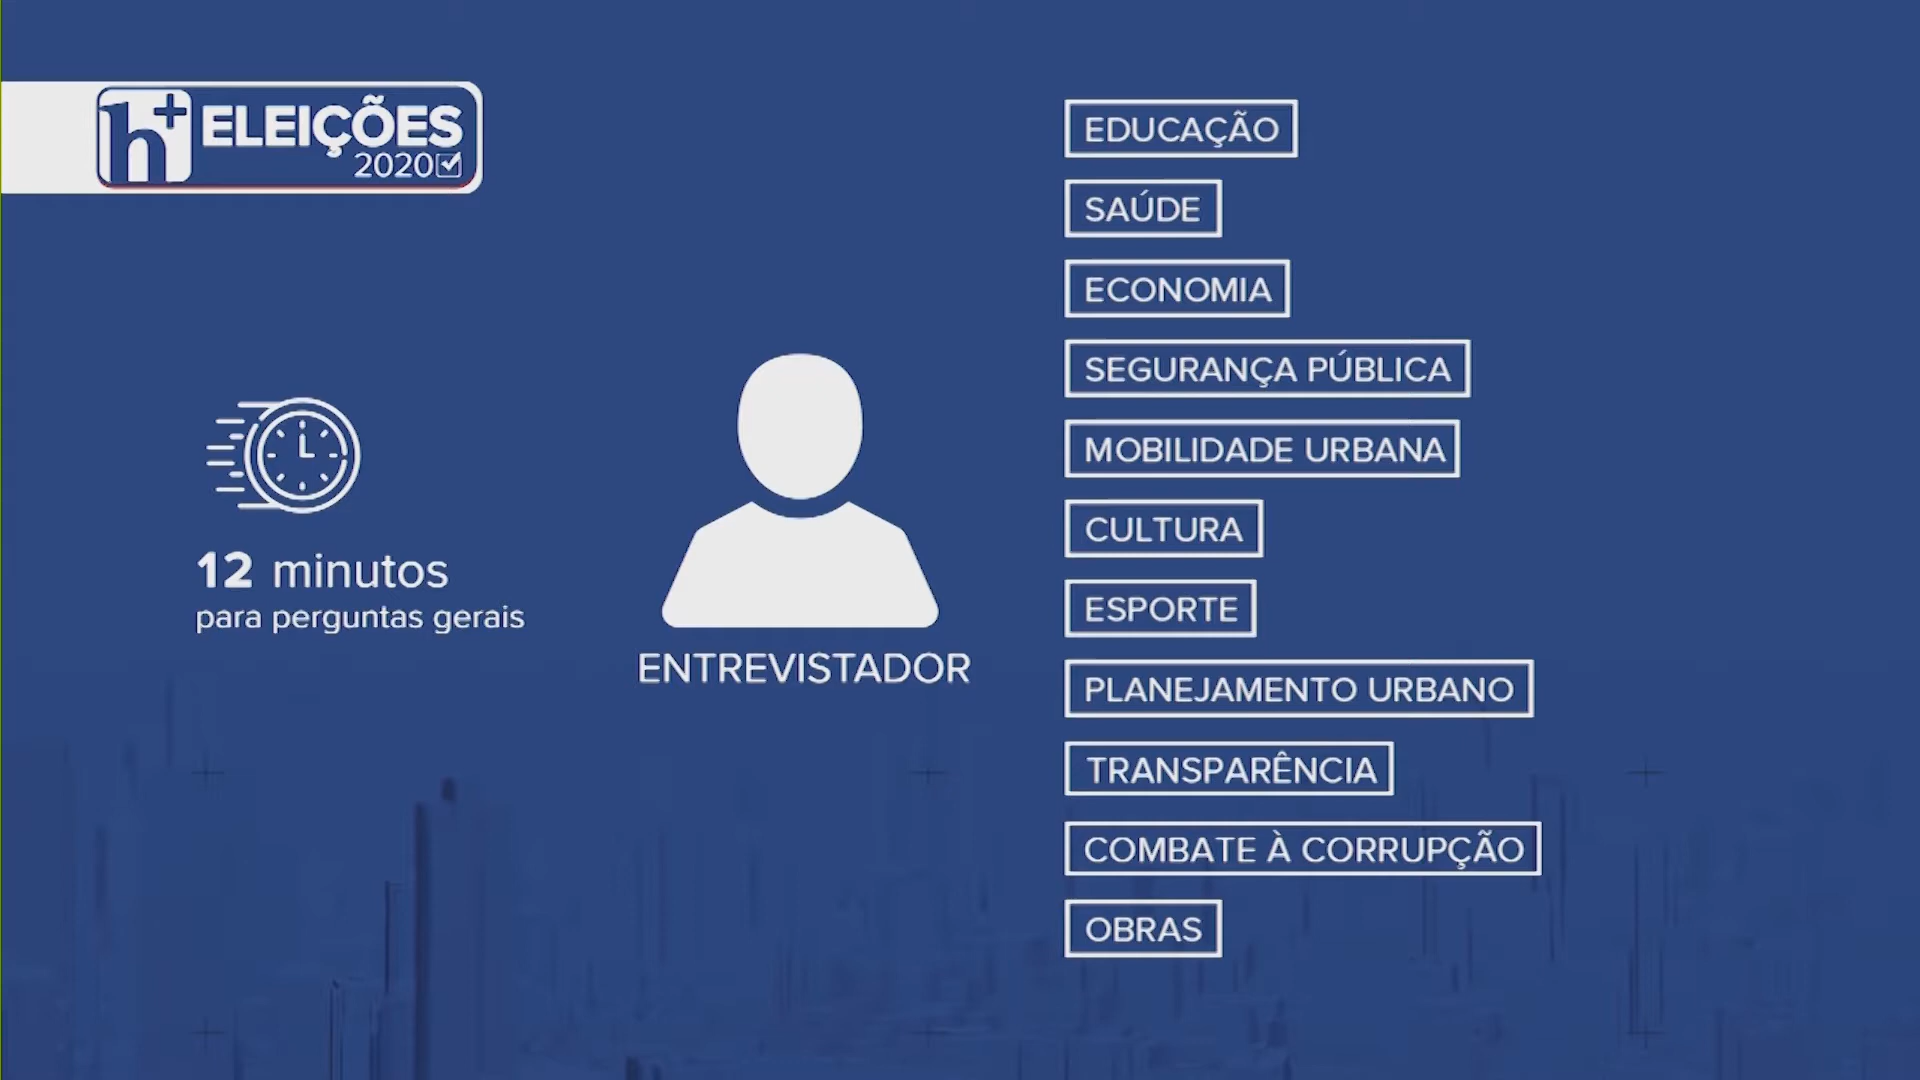 h+ ELEIÇÕES
2020
12 minutos
para perguntas gerais
ENTREVISTADOR
EDUCAÇÃO
SAÚDE
ECONOMIA
SEGURANÇA PÚBLICA
MOBILIDADE URBANA
CULTURA
ESPORTE
PLANEJAMENTO URBANO
TRANSPARÊNCIA
COMBATE À CORRUPÇÃO
OBRAS